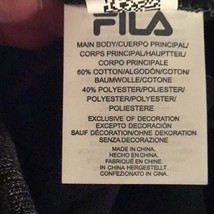 FILA
MAIN BODY/CUERPO PRINCIPAL/
CORPS PRINCIPAL/HAUPTTEIL/
CORPO PRINCIPALE
60% COTTON/ALGODÓN/COTON/
BAUMWOLLE/COTONE
40% POLYESTER/POLIÉSTER/
POLYESTER/POLYESTER/
POLIESTERE
EXCLUSIVE OF DECORATION
EXCEPTO DECORACIÓN
SAUF DÉCORATION/OHNE DEKORATION/
SENZA DECORAZIONE
MADE IN CHINA.
HECHO EN CHINA.
FABRIQUÉ EN CHINE.
IN CHINA HERGESTELLT.
CONFEZIONATO IN CINA.